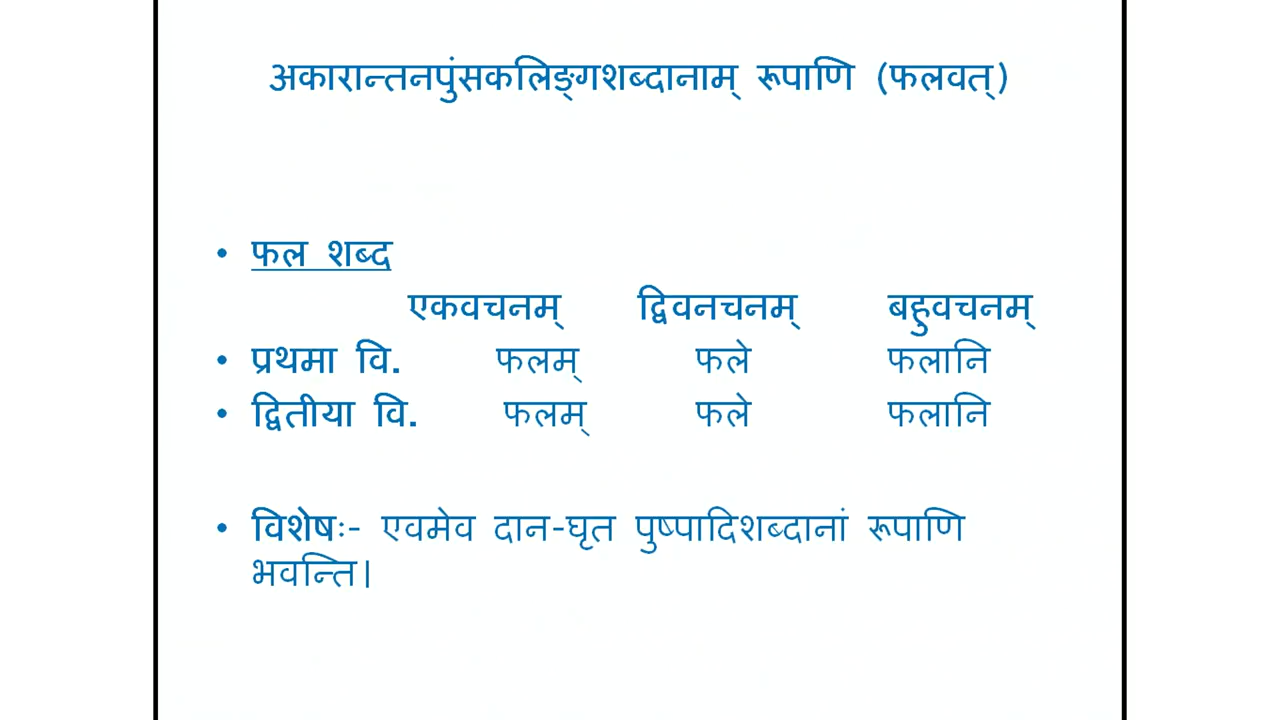 अकारान्तनपुंसकलिङ्गशब्दानाम् रूपाणि (फलवत्)
• फल शब्द
एकवचनम् द्विवनचनम् बहुवचनम्
• प्रथमा वि. फलम् फले फलानि
• द्वितीया वि. फलम् फले फलानि
• विशेषः- एवमेव दान-घृत पुष्पादिशब्दानां रूपाणि
भवन्ति।